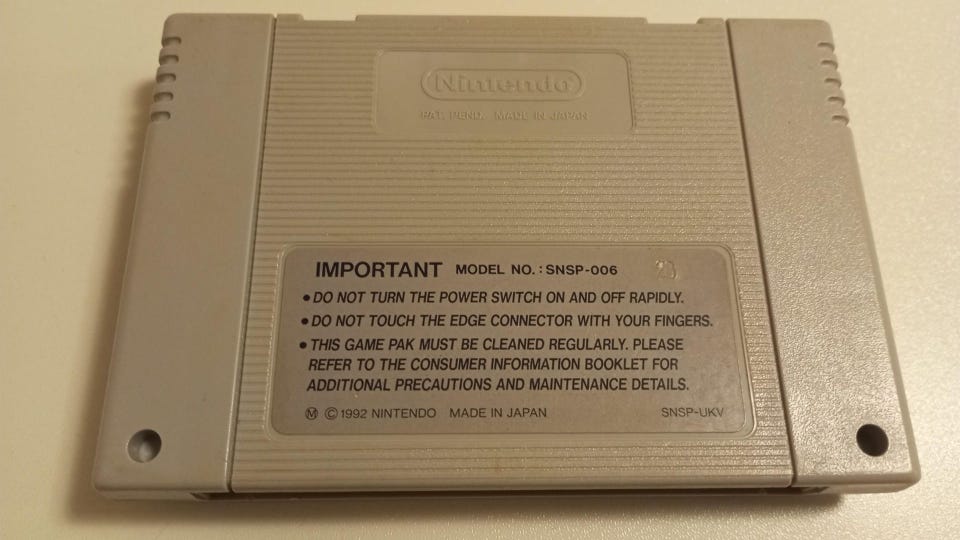 Nintendo
PAT. PEND. MADE IN JAPAN
IMPORTANT MODEL NO. : SNSP-006
• DO NOT TURN THE POWER SWITCH ON AND OFF RAPIDLY.
• DO NOT TOUCH THE EDGE CONNECTOR WITH YOUR FINGERS.
• THIS GAME PAK MUST BE CLEANED REGULARLY. PLEASE
REFER TO THE CONSUMER INFORMATION BOOKLET FOR
ADDITIONAL PRECAUTIONS AND MAINTENANCE DETAILS.
Ⓜ © 1992 NINTENDO MADE IN JAPAN SNSP-UKV